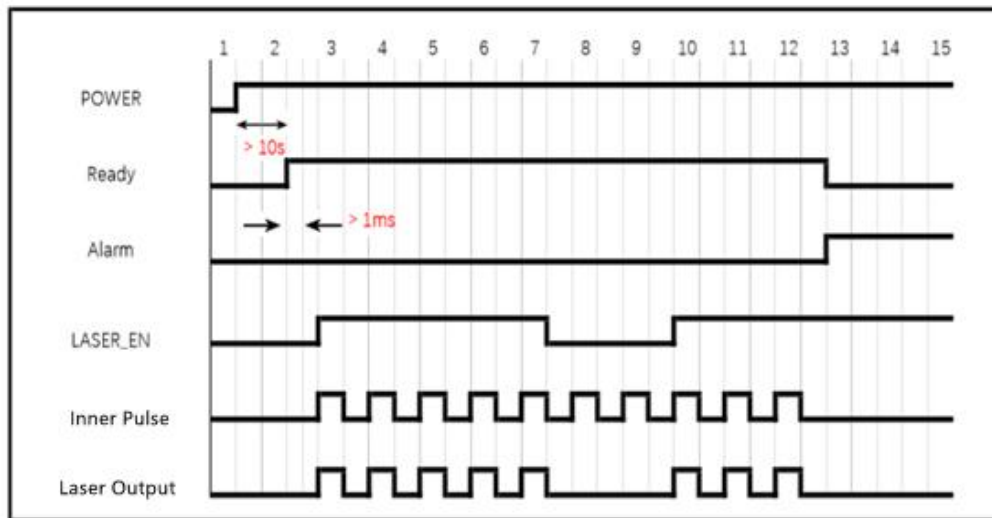 1 2 3 4 5 6 7 8 9 10 11 12 13 14 15
POWER
> 10s
Ready
> 1ms
Alarm
LASER_EN
Inner Pulse
Laser Output